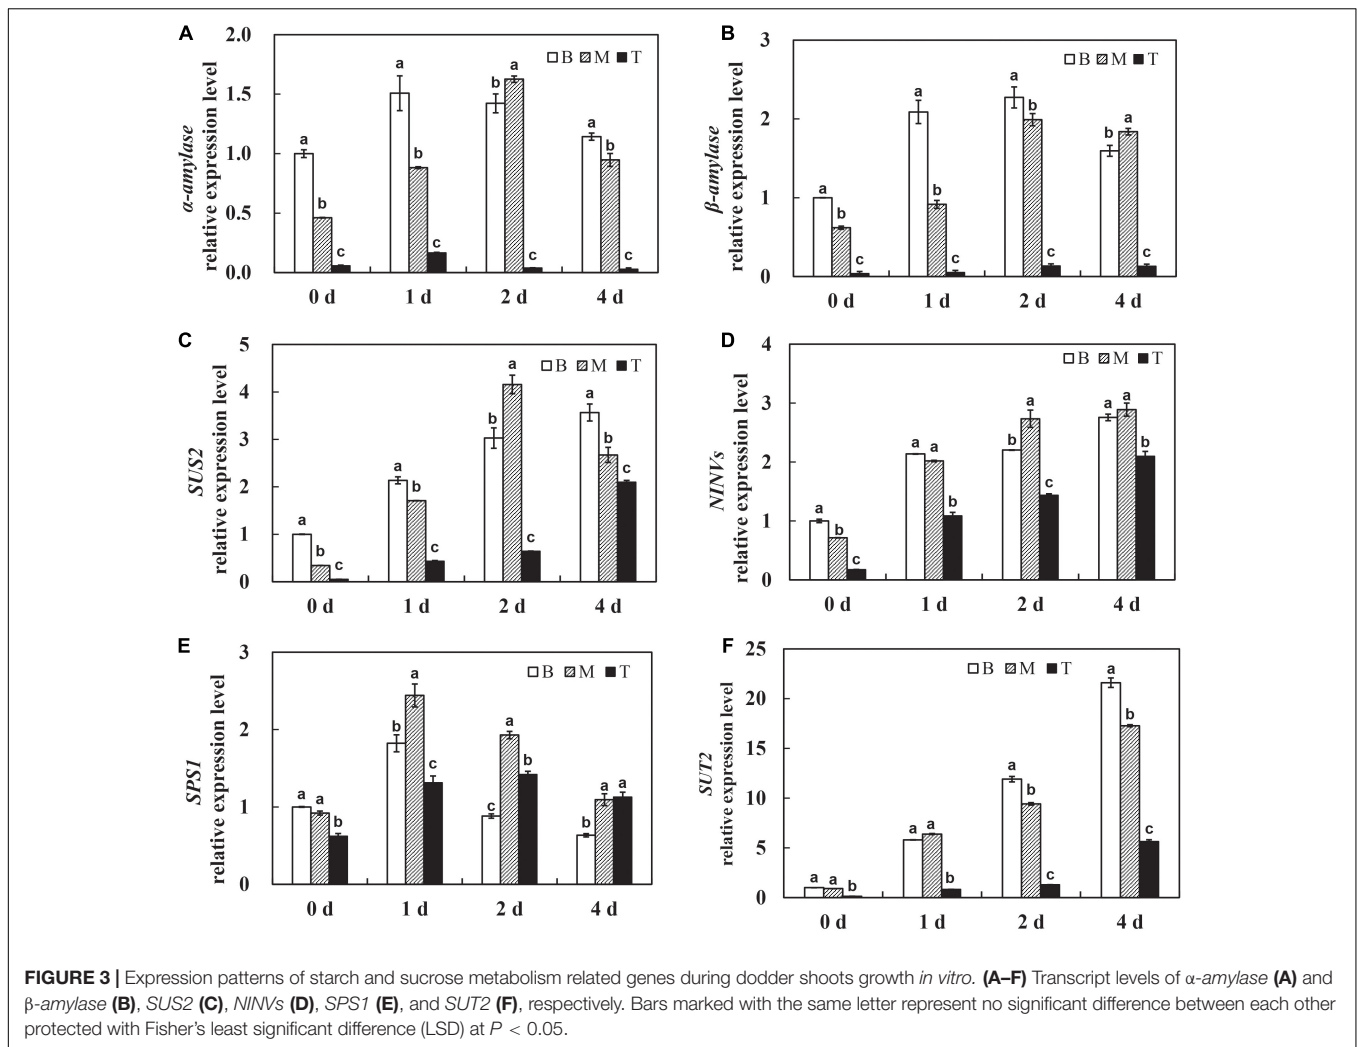 A
2.0
1.5
1.0
0.5
0.0
α-amylase
relative expression level
B M T
a b c
a b c
b a c
a b c
0 d 1 d 2 d 4 d
B
3
2
1
0
β-amylase
relative expression level
B M T
a b c
a b c
a b c
b a c
0 d 1 d 2 d 4 d
C
5
4
3
2
1
0
SUS2
relative expression level
B M T
a b c
a b c
b a c
a b c
0 d 1 d 2 d 4 d
D
4
3
2
1
0
NINVs
relative expression level
B M T
a b c
a a b
b a c
a a b
0 d 1 d 2 d 4 d
E
3
2
1
0
SPS1
relative expression level
B M T
a a b
b a c
c a b
b a a
0 d 1 d 2 d 4 d
F
25
20
15
10
5
0
SUT2
relative expression level
B M T
a a b
a a b
a b c
a b c
0 d 1 d 2 d 4 d
FIGURE 3 | Expression patterns of starch and sucrose metabolism related genes during dodder shoots growth in vitro. (A–F) Transcript levels of α-amylase (A) and
β-amylase (B), SUS2 (C), NINVs (D), SPS1 (E), and SUT2 (F), respectively. Bars marked with the same letter represent no significant difference between each other
protected with Fisher's least significant difference (LSD) at P < 0.05.